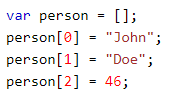 var person = [];
person[0] = "John";
person[1] = "Doe";
person[2] = 46;